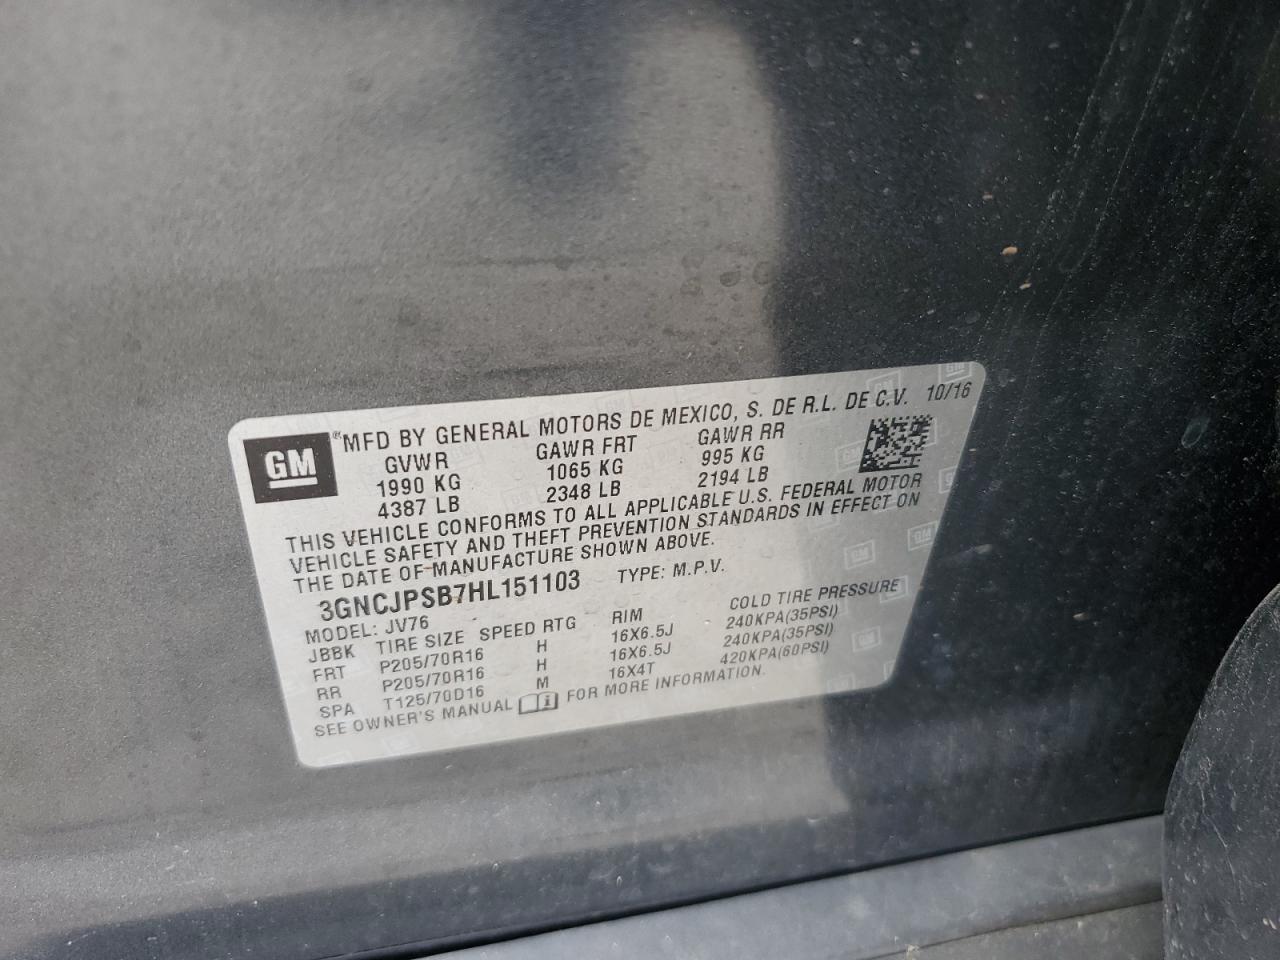 GM
®MFD BY GENERAL MOTORS DE MEXICO, S. DE R.L. DE C.V. 10/16
GVWR GAWR FRT GAWR RR
1990 KG 1065 KG 995 KG
4387 LB 2348 LB 2194 LB
THIS VEHICLE CONFORMS TO ALL APPLICABLE U.S. FEDERAL MOTOR
VEHICLE SAFETY AND THEFT PREVENTION STANDARDS IN EFFECT ON
THE DATE OF MANUFACTURE SHOWN ABOVE.
3GNCJPSB7HL151103 TYPE: M.P.V.
MODEL: JV76
JBBK TIRE SIZE SPEED RTG RIM COLD TIRE PRESSURE
FRT P205/70R16 H 16X6.5J 240KPA(35PSI)
RR P205/70R16 H 16X6.5J 240KPA(35PSI)
SPA T125/70D16 M 16X4T 420KPA(60PSI)
SEE OWNER'S MANUAL FOR MORE INFORMATION.